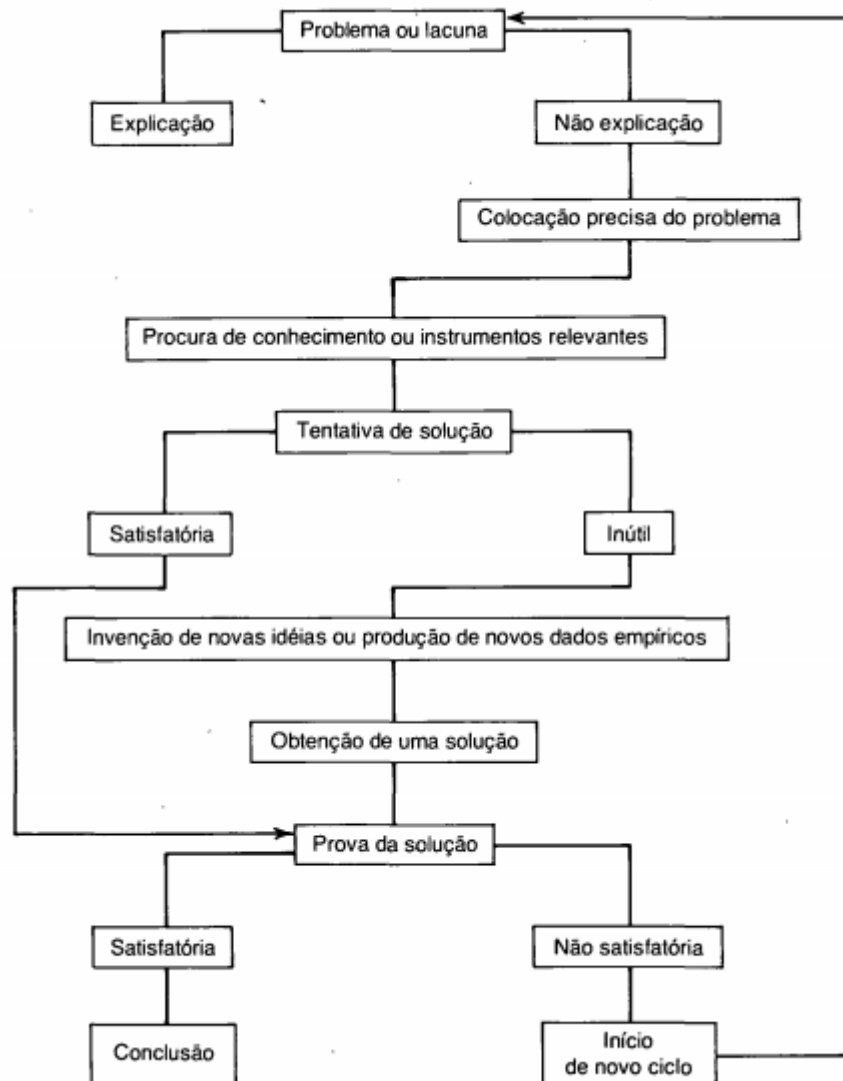 Problema ou lacuna
Explicação
Não explicação
Colocação precisa do problema
Procura de conhecimento ou instrumentos relevantes
Tentativa de solução
Satisfatória
Inútil
Invenção de novas idéias ou produção de novos dados empíricos
Obtenção de uma solução
Prova da solução
Satisfatória
Não satisfatória
Conclusão
Início
de novo ciclo